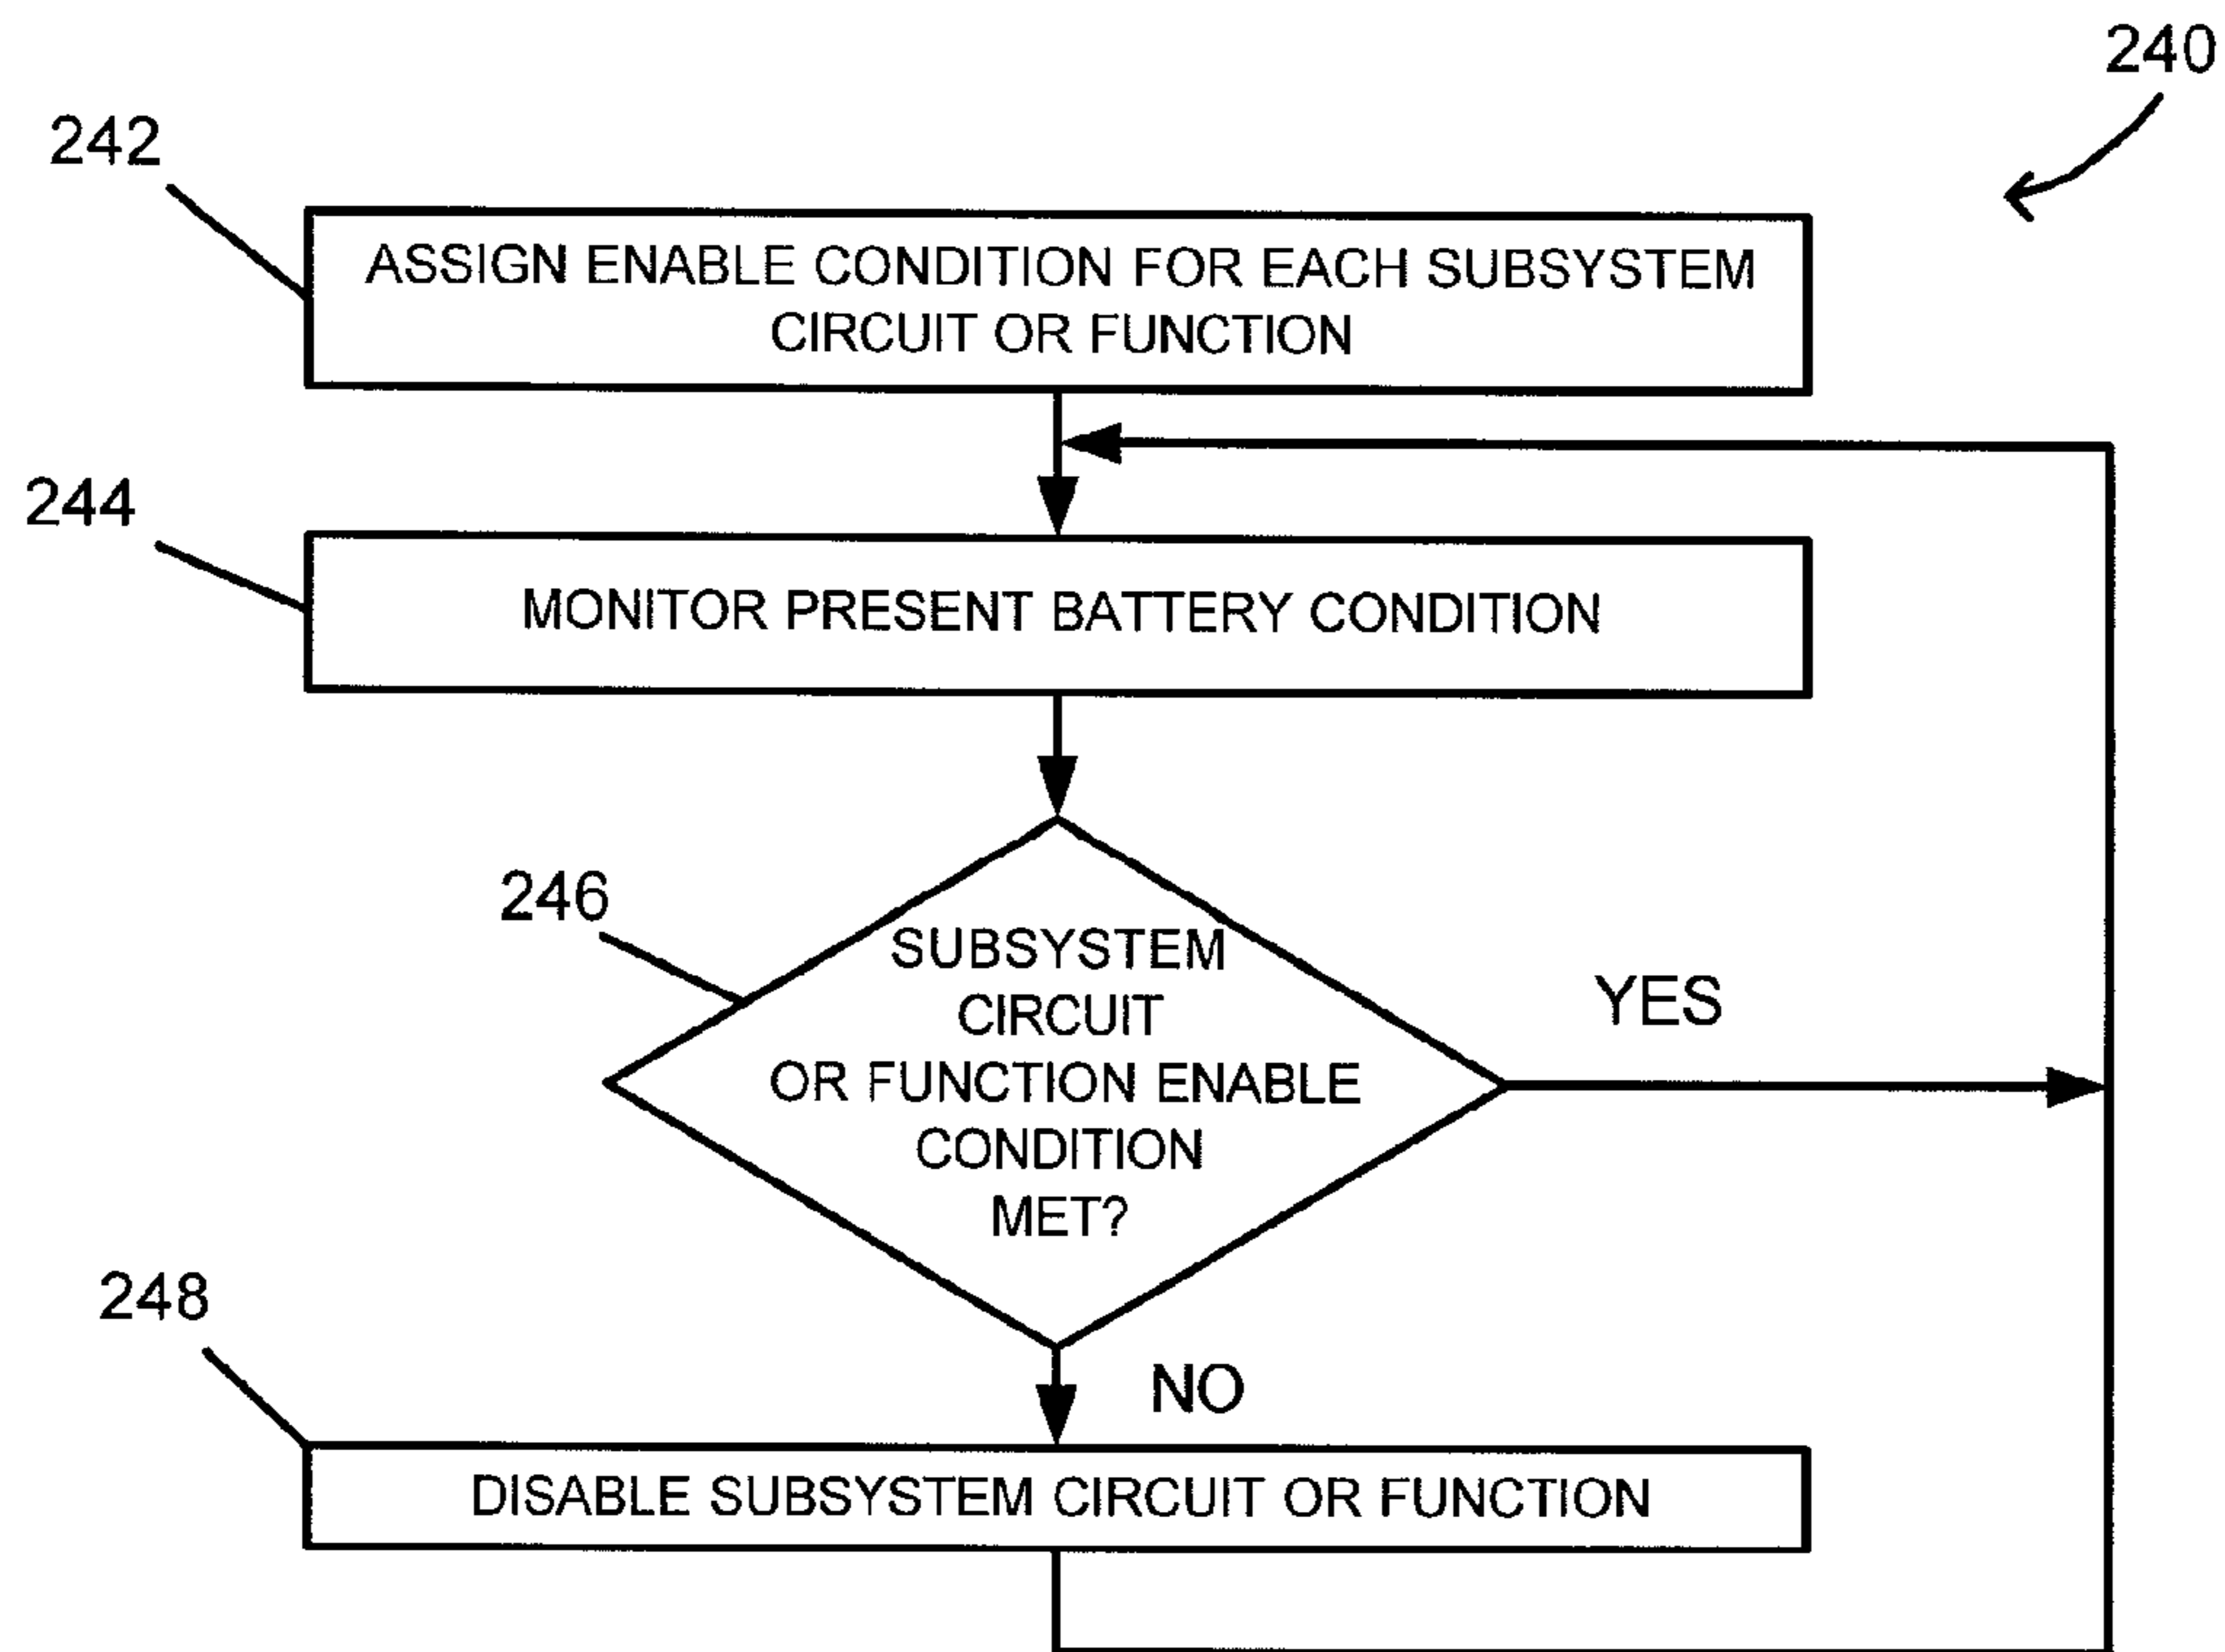 240
242
ASSIGN ENABLE CONDITION FOR EACH SUBSYSTEM
CIRCUIT OR FUNCTION
244
MONITOR PRESENT BATTERY CONDITION
246
SUBSYSTEM
CIRCUIT
OR FUNCTION ENABLE
CONDITION
MET?
YES
NO
248
DISABLE SUBSYSTEM CIRCUIT OR FUNCTION